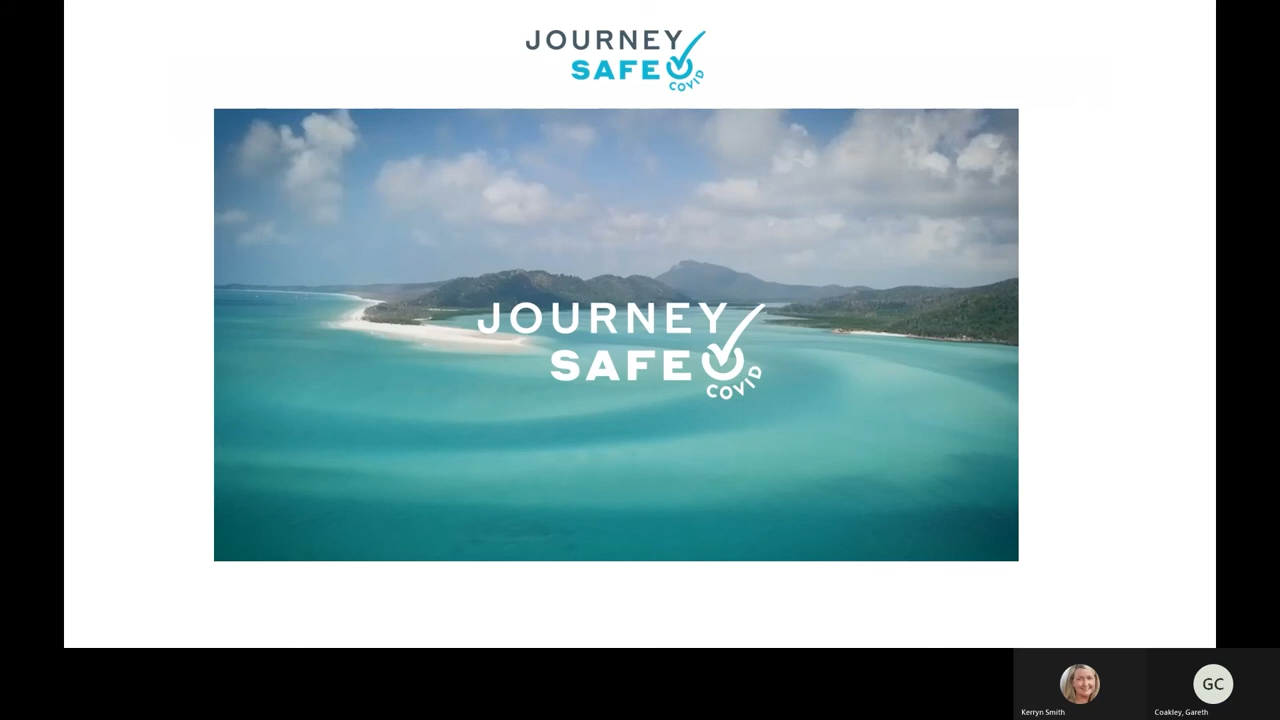 JOURNEY
SAFE
COVID
JOURNEY
SAFE
COVID
GC
Kerryn Smith
Coakley, Gareth